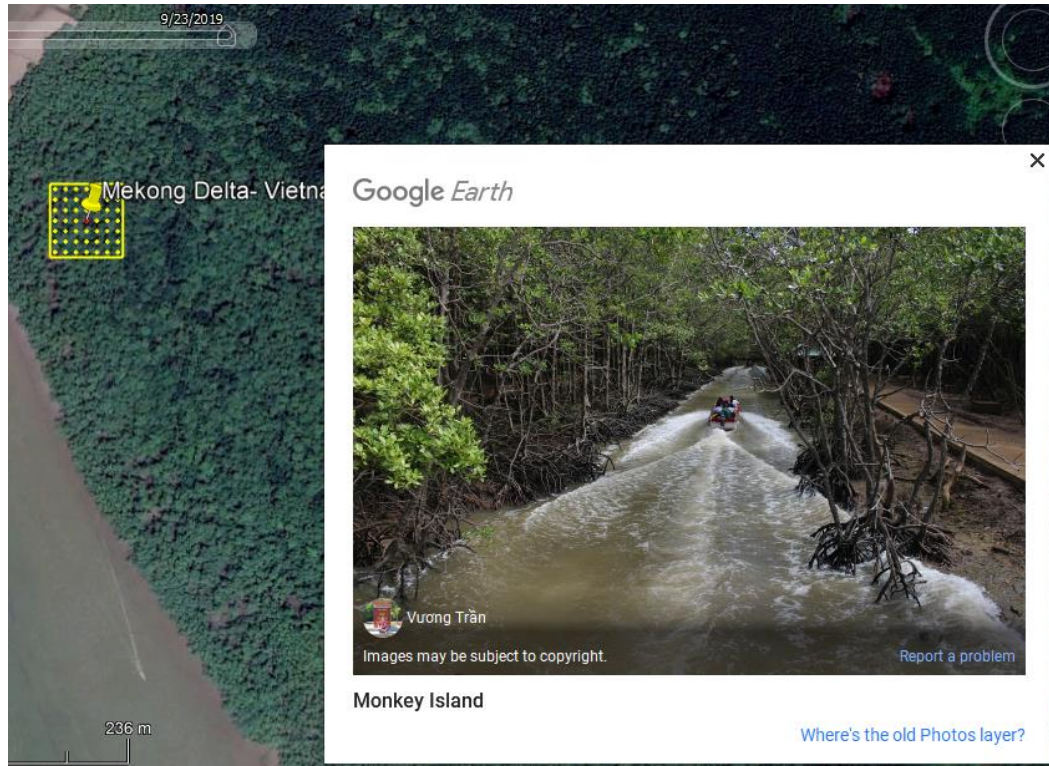 9/23/2019
Mekong Delta- Vietna
Google Earth
Vương Trần
Images may be subject to copyright.
Report a problem
Monkey Island
Where's the old Photos layer?
236 m